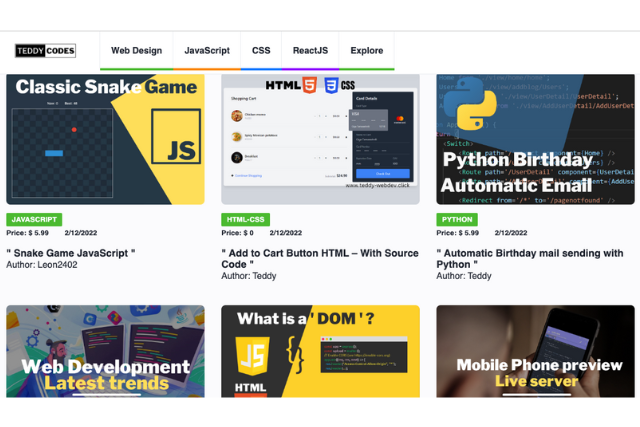 TEDDY CODES
Web Design JavaScript CSS ReactJS Explore
Classic Snake Game
JS
HTML CSS
Shopping Cart
Card Details
www.teddy-webdev.click
<Switch>
Python Birthday
Automatic Email
JAVASCRIPT
Price: $ 5.99 2/12/2022
" Snake Game JavaScript "
Author: Leon2402
HTML-CSS
Price: $ 0 2/12/2022
" Add to Cart Button HTML – With Source
Code "
Author: Teddy
PYTHON
Price: $ 5.99 2/12/2022
" Automatic Birthday mail sending with
Python "
Author: Teddy
Web Development
Latest trends
What is a ' DOM ' ?
JS
{}
HTML
Mobile Phone preview
Live server